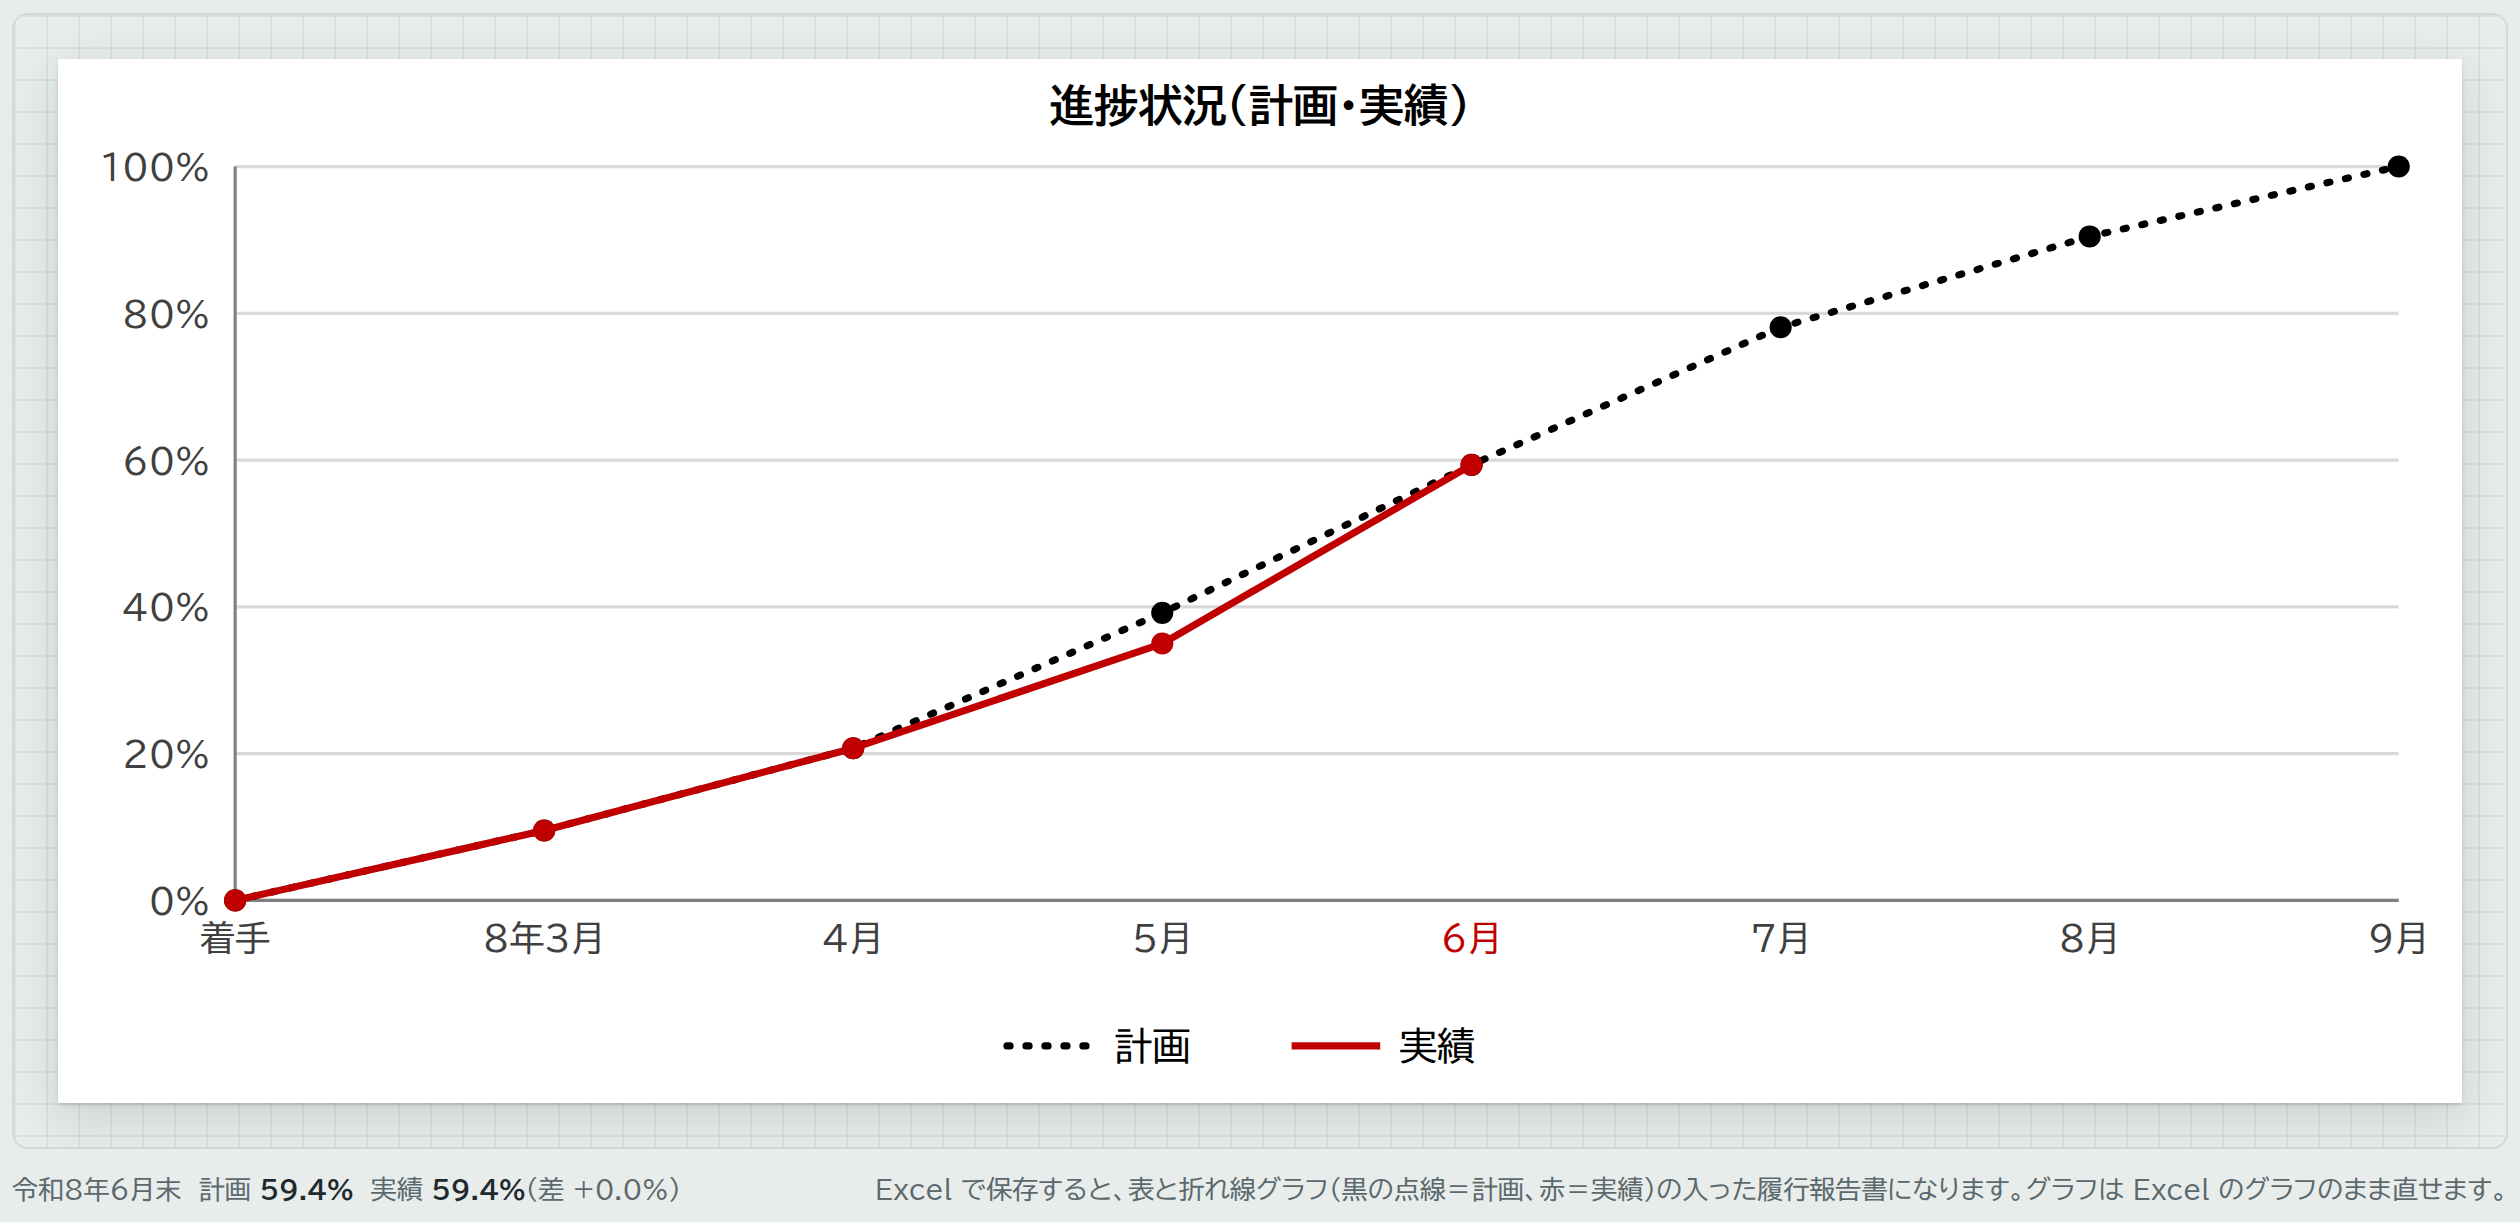 進捗状況（計画・実績）
100%
80%
60%
40%
20%
0%
着手 8年3月 4月 5月 6月 7月 8月 9月
計画 実績
令和8年6月末 計画 59.4% 実績 59.4%（差 +0.0%）
Excel で保存すると、表と折れ線グラフ（黒の点線＝計画、赤＝実績）の入った履行報告書になります。グラフは Excel のグラフのまま直せます。